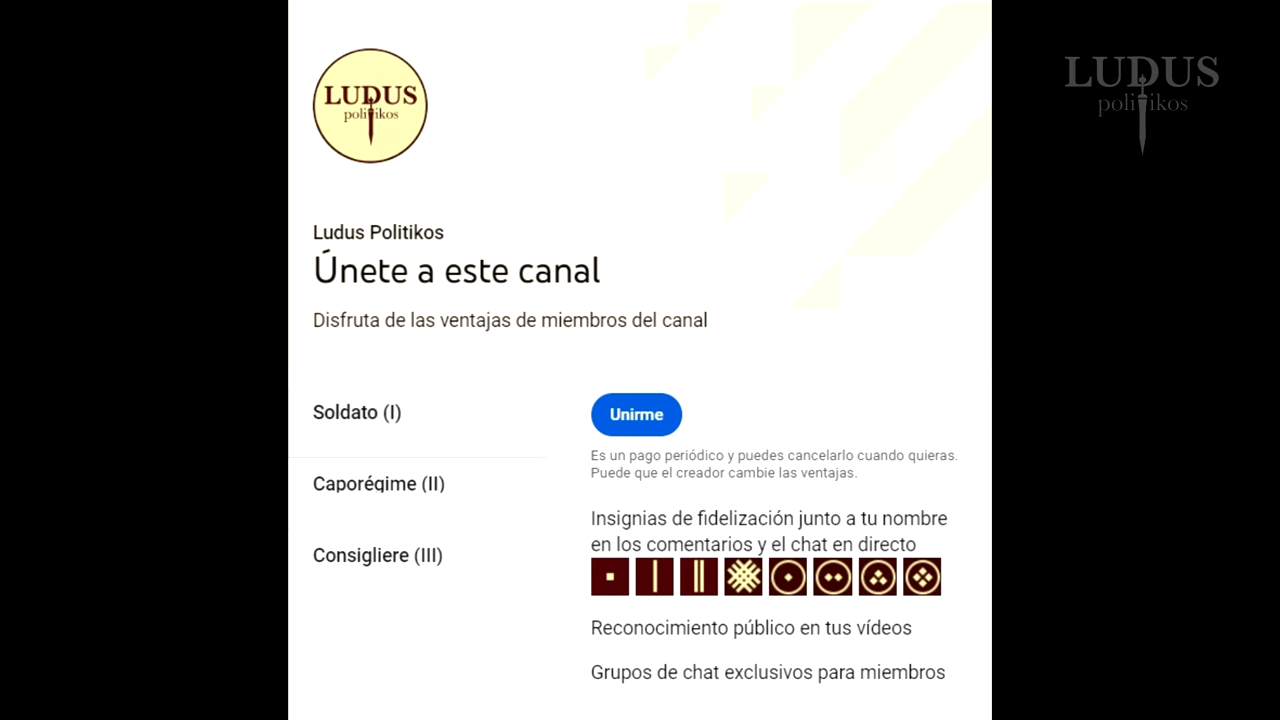 LUDUS
politikos
LUDUS
politikos
Ludus Politikos
Únete a este canal
Disfruta de las ventajas de miembros del canal
Soldato (I)
Caporégime (II)
Consigliere (III)
Unirme
Es un pago periódico y puedes cancelarlo cuando quieras.
Puede que el creador cambie las ventajas.
Insignias de fidelización junto a tu nombre
en los comentarios y el chat en directo
Reconocimiento público en tus vídeos
Grupos de chat exclusivos para miembros